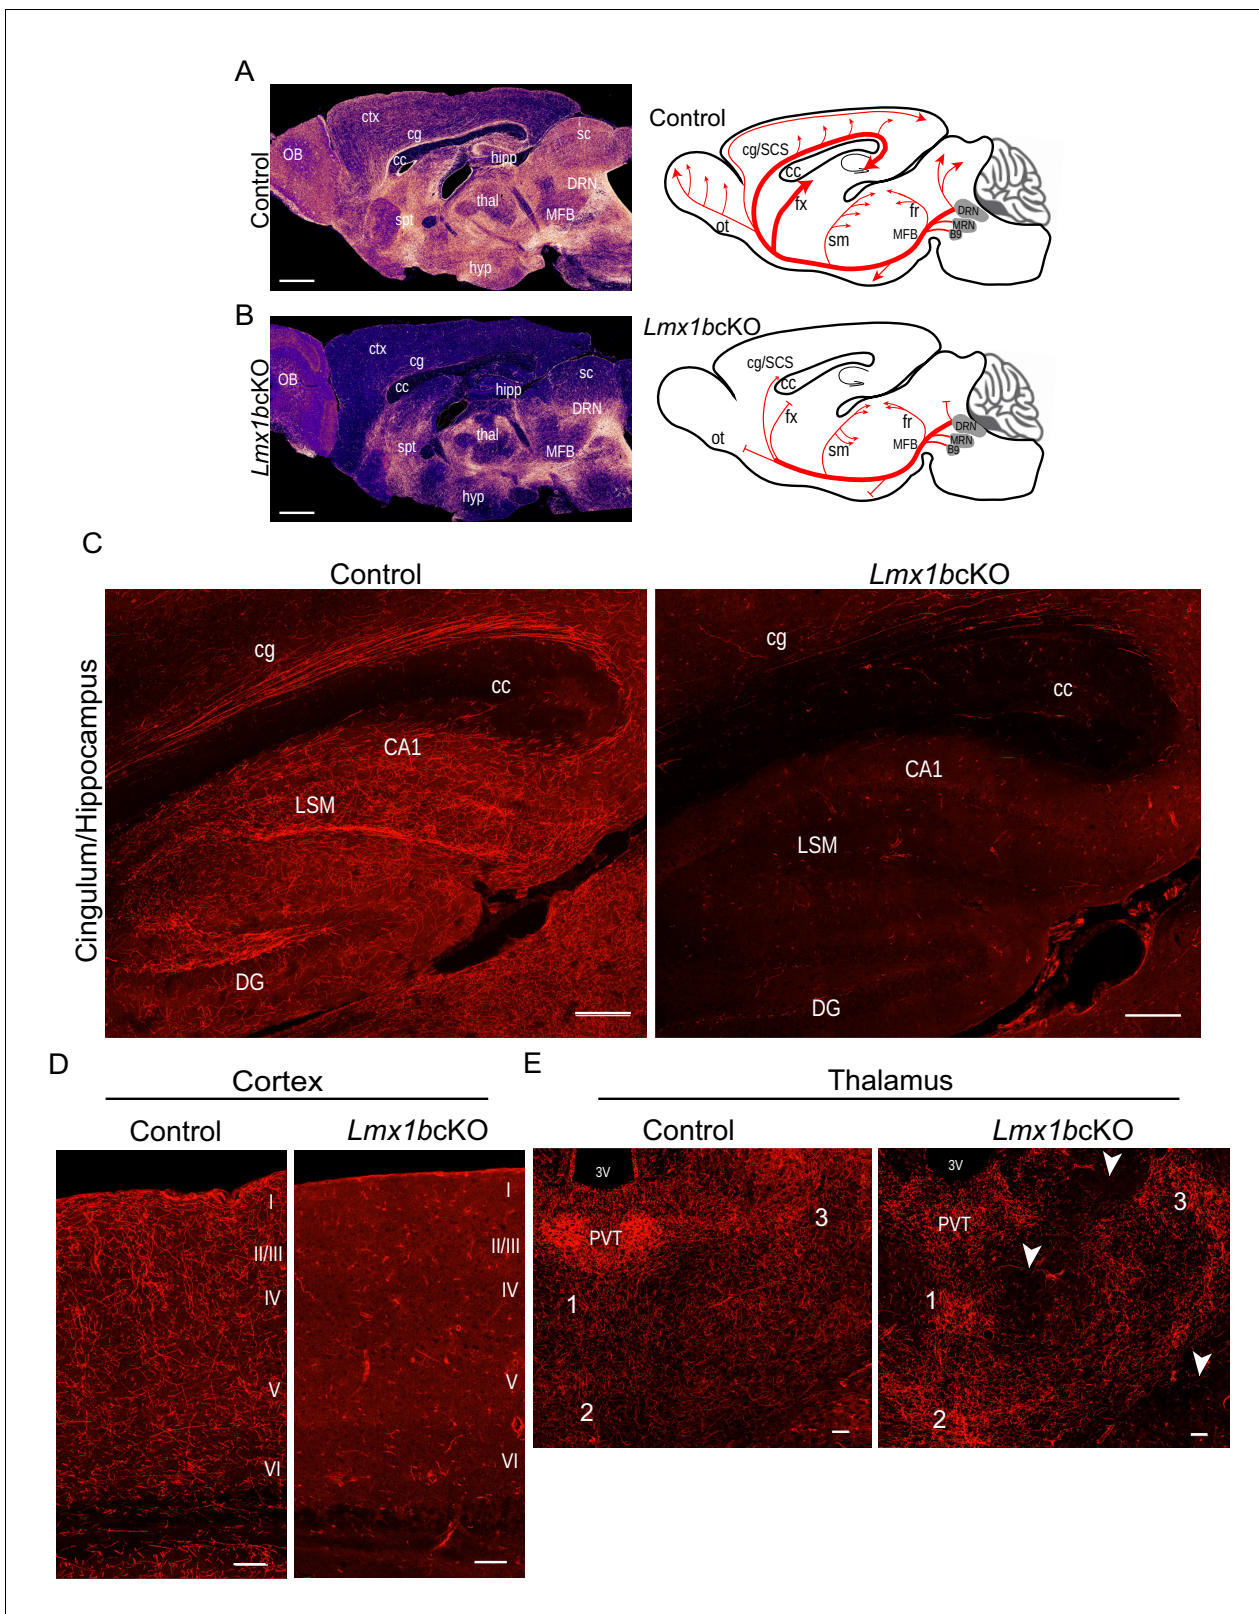 A
Control
OB
ctx
cg
cc
hipp
sc
DRN
thal
MFB
spt
hyp
Control
cg/SCS
cc
fx
ot
sm
fr
MFB
DRN
MRN
B9
B
Lmx1bcKO
OB
ctx
cg
cc
hipp
sc
DRN
thal
MFB
spt
hyp
Lmx1bcKO
cg/SCS
cc
fx
ot
sm
fr
MFB
DRN
MRN
B9
C
Control
Lmx1bcKO
Cingulum/Hippocampus
cg
cc
CA1
LSM
DG
cg
cc
CA1
LSM
DG
D
Cortex
Control
Lmx1bcKO
I
II/III
IV
V
VI
I
II/III
IV
V
VI
E
Thalamus
Control
Lmx1bcKO
3V
PVT
3
1
2
3V
PVT
3
1
2